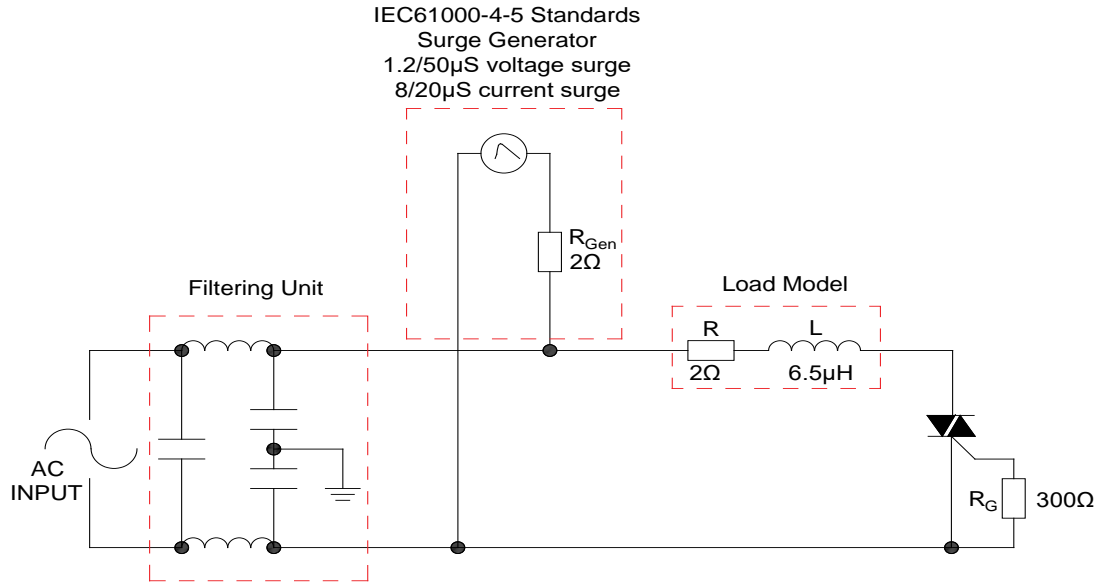 IEC61000-4-5 Standards
Surge Generator
1.2/50µS voltage surge
8/20µS current surge
RGen
2Ω
Filtering Unit
Load Model
R
L
2Ω
6.5µH
AC
INPUT
RG
300Ω